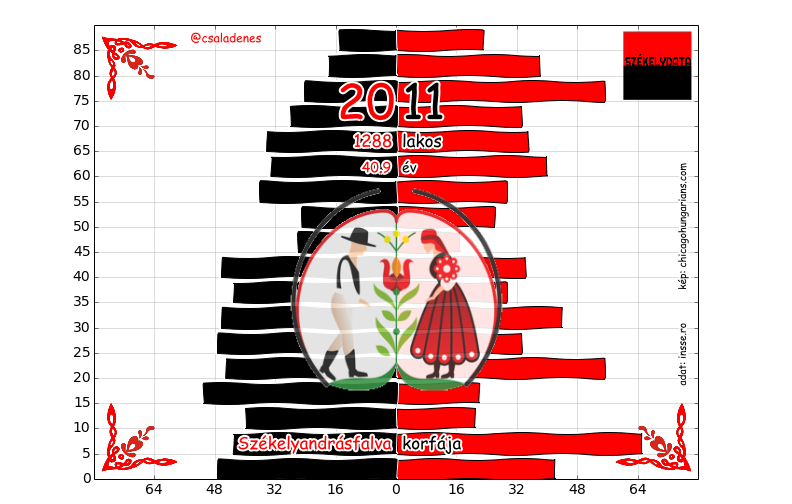 @csaladenes
SZÉKELYDATA
2011
1288 lakos
40.9 év
kép: chicagohungarians.com
adat: insse.ro
Székelyandrásfalva korfája
85
80
75
70
65
60
55
50
45
40
35
30
25
20
15
10
5
0
64 48 32 16 0 16 32 48 64